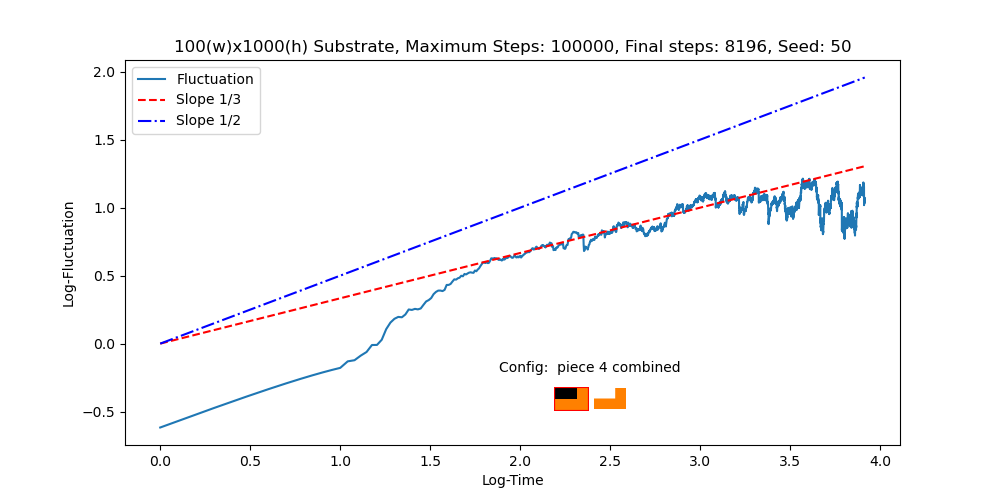 100(w)x1000(h) Substrate, Maximum Steps: 100000, Final steps: 8196, Seed: 50
Fluctuation
Slope 1/3
Slope 1/2
2.0
1.5
1.0
0.5
0.0
−0.5
Log-Fluctuation
Config:  piece 4 combined
0.0 0.5 1.0 1.5 2.0 2.5 3.0 3.5 4.0
Log-Time